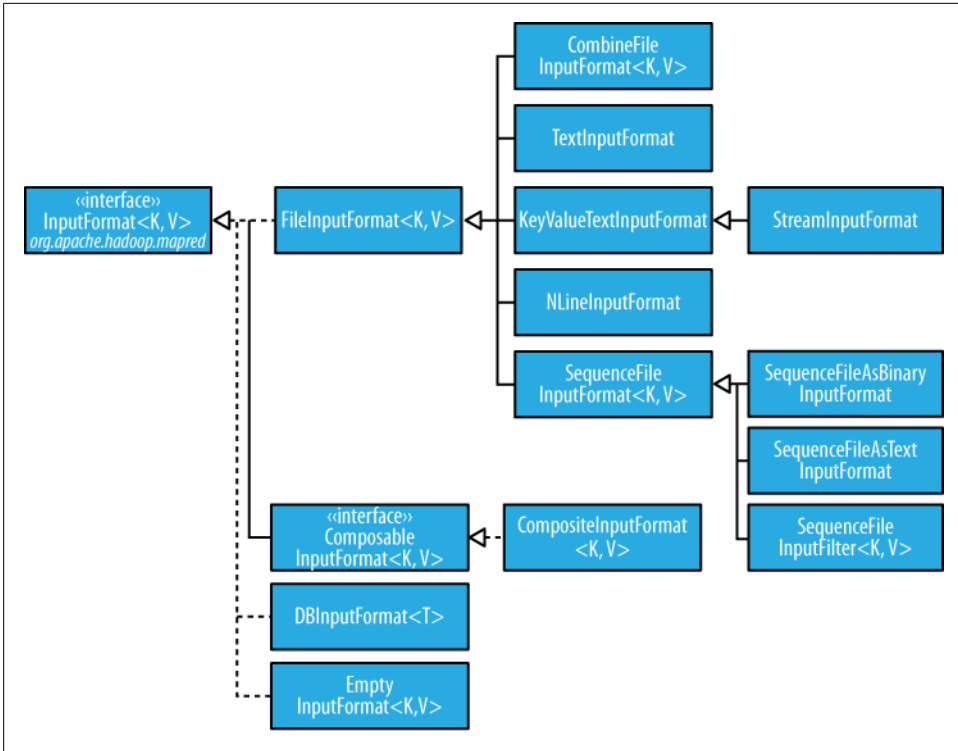 CombineFile
InputFormat<K, V>
TextInputFormat
«interface»
InputFormat<K, V>
org.apache.hadoop.mapred
FileInputFormat<K, V>
KeyValueTextInputFormat
StreamInputFormat
NLineInputFormat
SequenceFile
InputFormat<K, V>
SequenceFileAsBinary
InputFormat
SequenceFileAsText
InputFormat
«interface»
Composable
InputFormat<K, V>
CompositeInputFormat
<K, V>
SequenceFile
InputFilter<K, V>
DBInputFormat<T>
Empty
InputFormat<K,V>